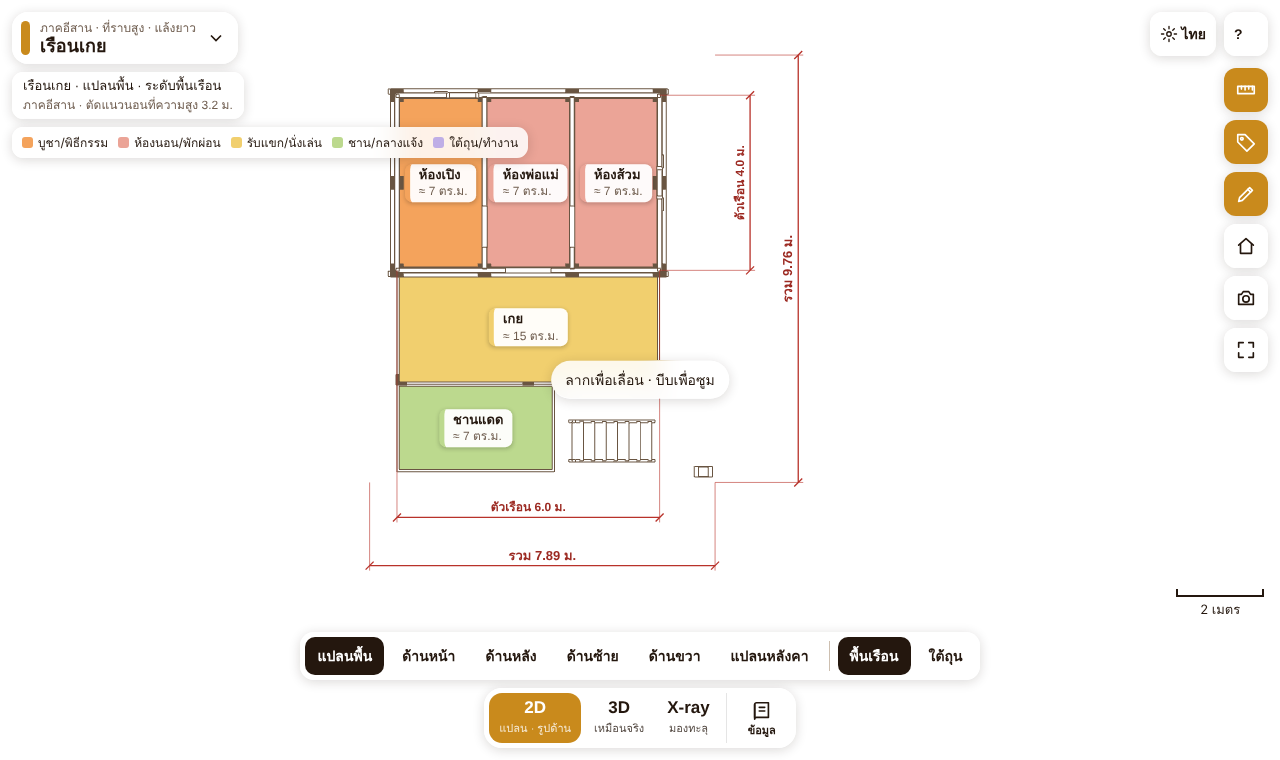 ภาคอีสาน · ที่ราบสูง · แล้งยาว
เรือนเกย
ไทย
?
เรือนเกย · แปลนพื้น · ระดับพื้นเรือน
ภาคอีสาน · ตัดแนวนอนที่ความสูง 3.2 ม.
บูชา/พิธีกรรม
ห้องนอน/พักผ่อน
รับแขก/นั่งเล่น
ชาน/กลางแจ้ง
ใต้ถุน/ทำงาน
ห้องเปิง
≈ 7 ตร.ม.
ห้องพ่อแม่
≈ 7 ตร.ม.
ห้องส้วม
≈ 7 ตร.ม.
ตัวเรือน 4.0 ม.
รวม 9.76 ม.
เกย
≈ 15 ตร.ม.
ลากเพื่อเลื่อน · บีบเพื่อซูม
ชานแดด
≈ 7 ตร.ม.
ตัวเรือน 6.0 ม.
รวม 7.89 ม.
2 เมตร
แปลนพื้น
ด้านหน้า
ด้านหลัง
ด้านซ้าย
ด้านขวา
แปลนหลังคา
พื้นเรือน
ใต้ถุน
2D
แปลน · รูปด้าน
3D
เหมือนจริง
X-ray
มองทะลุ
ข้อมูล